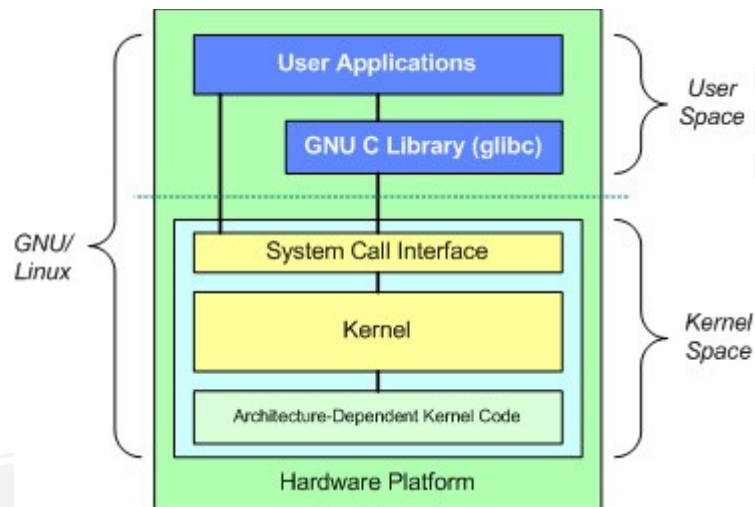 User Applications
User
Space
GNU C Library (glibc)
GNU/
Linux
System Call Interface
Kernel
Kernel
Space
Architecture-Dependent Kernel Code
Hardware Platform